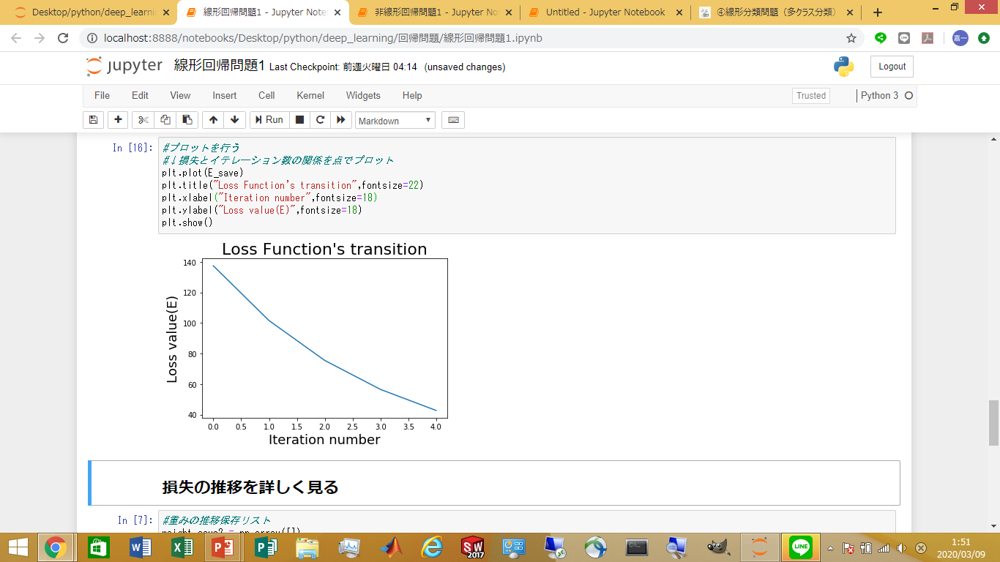 Desktop/python/deep_learni
線形回帰問題1 - Jupyter Note
非線形回帰問題1 - Jupyter No
Untitled - Jupyter Notebook
④線形分類問題（多クラス分類）
localhost:8888/notebooks/Desktop/python/deep_learning/回帰問題/線形回帰問題1.ipynb
嘉一
jupyter 線形回帰問題1 Last Checkpoint: 前週火曜日 04:14 (unsaved changes)
Logout
File Edit View Insert Cell Kernel Widgets Help
Trusted
Python 3
Run
Markdown
In [16]:
#プロットを行う
#↓損失とイテレーション数の関係を点でプロット
plt.plot(E_save)
plt.title("Loss Function's transition",fontsize=22)
plt.xlabel("Iteration number",fontsize=18)
plt.ylabel("Loss value(E)",fontsize=18)
plt.show()
Loss Function's transition
140
120
100
80
60
40
Loss value(E)
0.0 0.5 1.0 1.5 2.0 2.5 3.0 3.5 4.0
Iteration number
損失の推移を詳しく見る
In [7]:
#重みの推移保存リスト
weight_save2 = np.array([])
SW
2017
LINE
1:51
2020/03/09